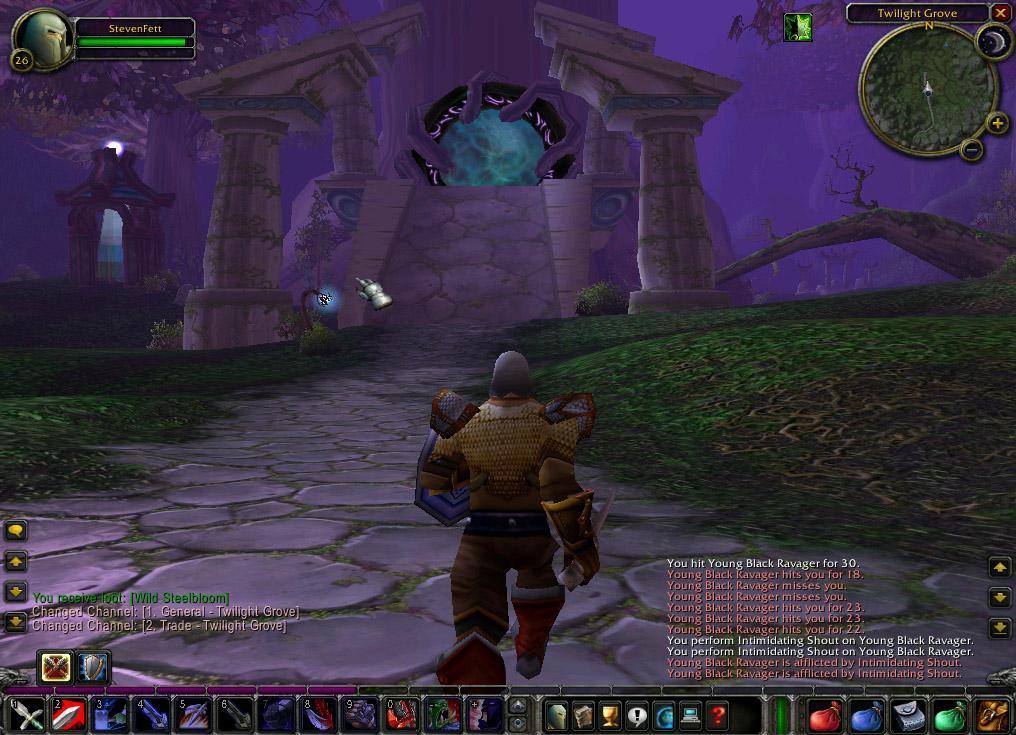 StevenFett
26
Twilight Grove
N
You receive loot: [Wild Steelbloom]
Changed Channel: [1. General - Twilight Grove]
Changed Channel: [2. Trade - Twilight Grove]
You hit Young Black Ravager for 30.
Young Black Ravager hits you for 18.
Young Black Ravager misses you.
Young Black Ravager misses you.
Young Black Ravager hits you for 23.
Young Black Ravager hits you for 23.
Young Black Ravager hits you for 22.
You perform Intimidating Shout on Young Black Ravager.
You perform Intimidating Shout on Young Black Ravager.
Young Black Ravager is afflicted by Intimidating Shout.
Young Black Ravager is afflicted by Intimidating Shout.
1 2 3 4 5 6 7 8 9 0 - +